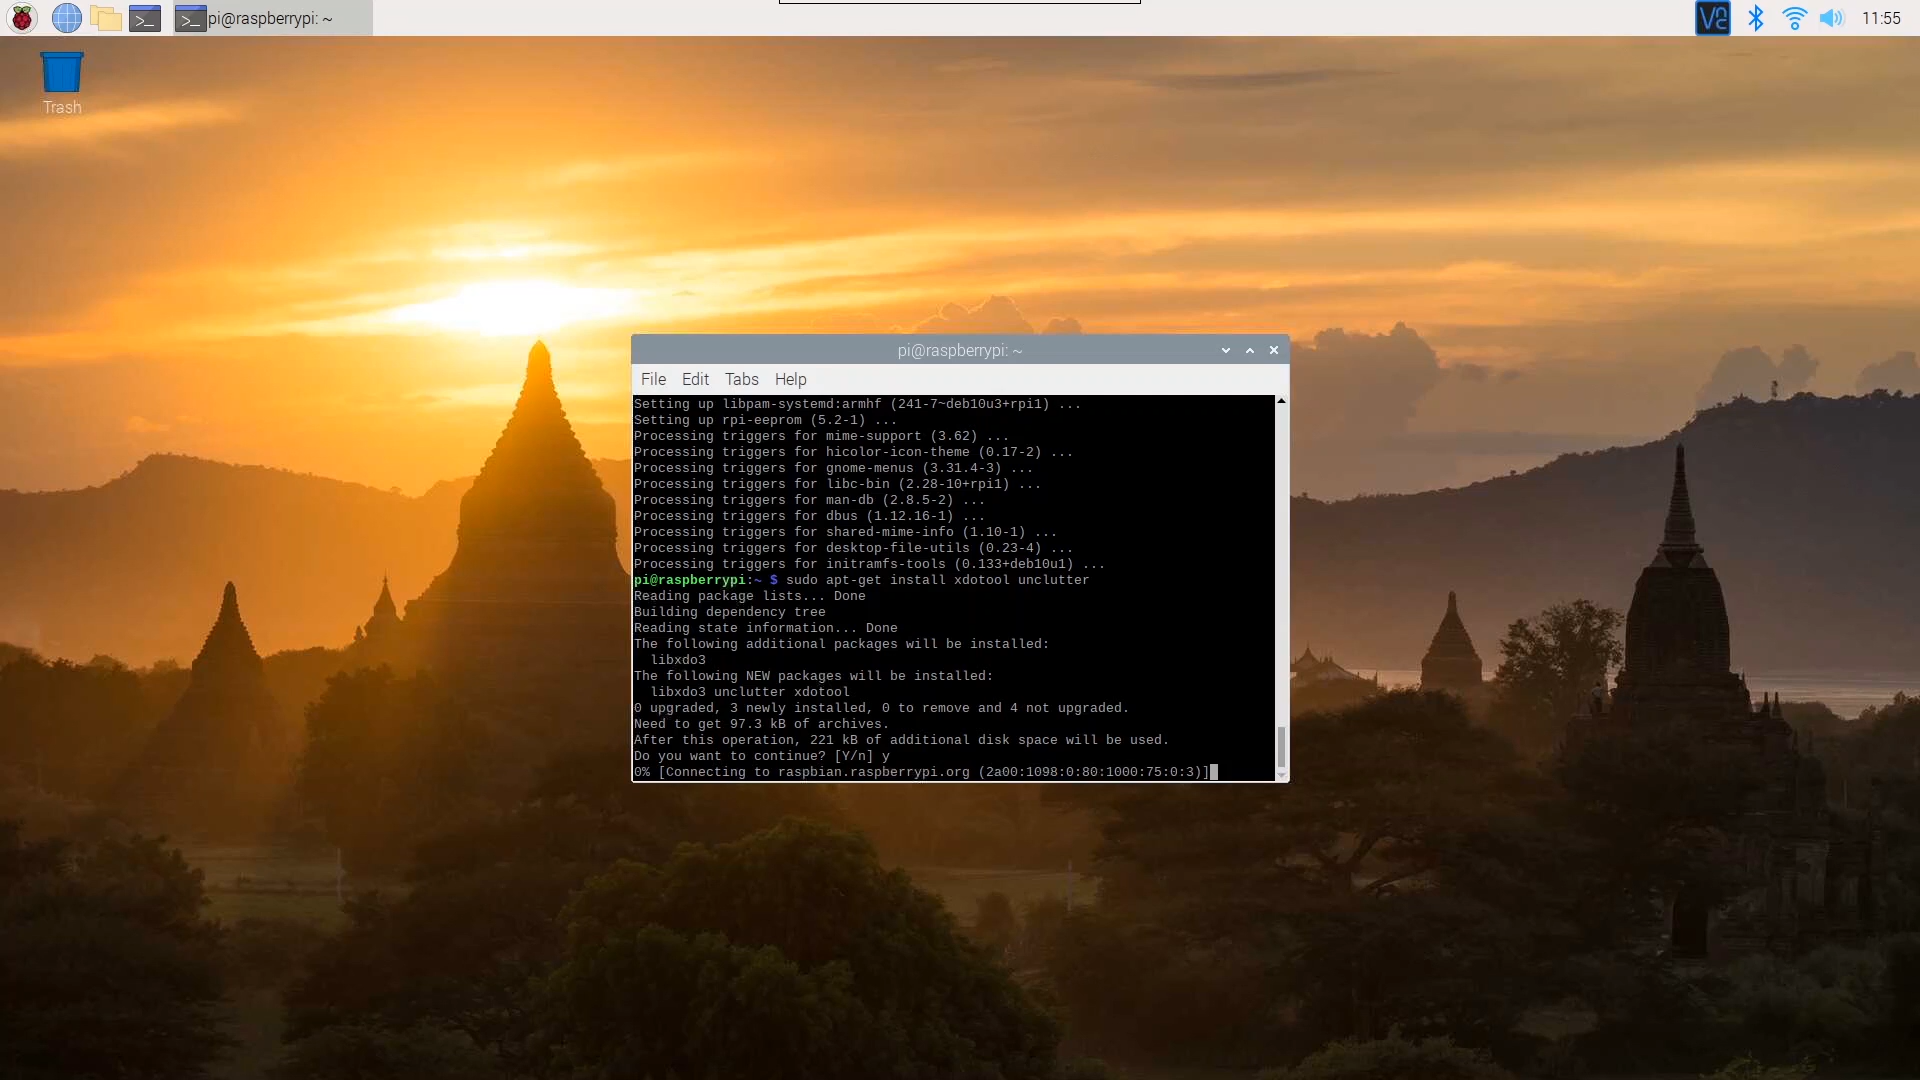 pi@raspberrypi: ~
11:55
Trash
pi@raspberrypi: ~
File Edit Tabs Help
Setting up libpam-systemd:armhf (241-7~deb10u3+rpi1) ...
Setting up rpi-eeprom (5.2-1) ...
Processing triggers for mime-support (3.62) ...
Processing triggers for hicolor-icon-theme (0.17-2) ...
Processing triggers for gnome-menus (3.31.4-3) ...
Processing triggers for libc-bin (2.28-10+rpi1) ...
Processing triggers for man-db (2.8.5-2) ...
Processing triggers for dbus (1.12.16-1) ...
Processing triggers for shared-mime-info (1.10-1) ...
Processing triggers for desktop-file-utils (0.23-4) ...
Processing triggers for initramfs-tools (0.133+deb10u1) ...
pi@raspberrypi:~ $ sudo apt-get install xdotool unclutter
Reading package lists... Done
Building dependency tree
Reading state information... Done
The following additional packages will be installed:
  libxdo3
The following NEW packages will be installed:
  libxdo3 unclutter xdotool
0 upgraded, 3 newly installed, 0 to remove and 4 not upgraded.
Need to get 97.3 kB of archives.
After this operation, 221 kB of additional disk space will be used.
Do you want to continue? [Y/n] y
0% [Connecting to raspbian.raspberrypi.org (2a00:1098:0:80:1000:75:0:3)]